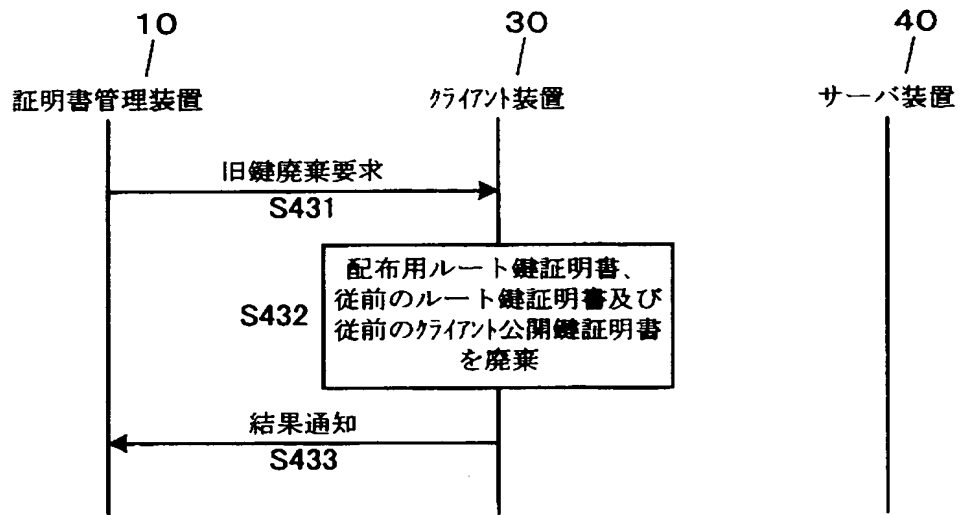 10
30
40
証明書管理装置
ｸﾗｲｱﾝﾄ装置
サーバ装置
旧鍵廃棄要求
S431
S432
配布用ルート鍵証明書、
従前のルート鍵証明書及び
従前のｸﾗｲｱﾝﾄ公開鍵証明書
を廃棄
結果通知
S433